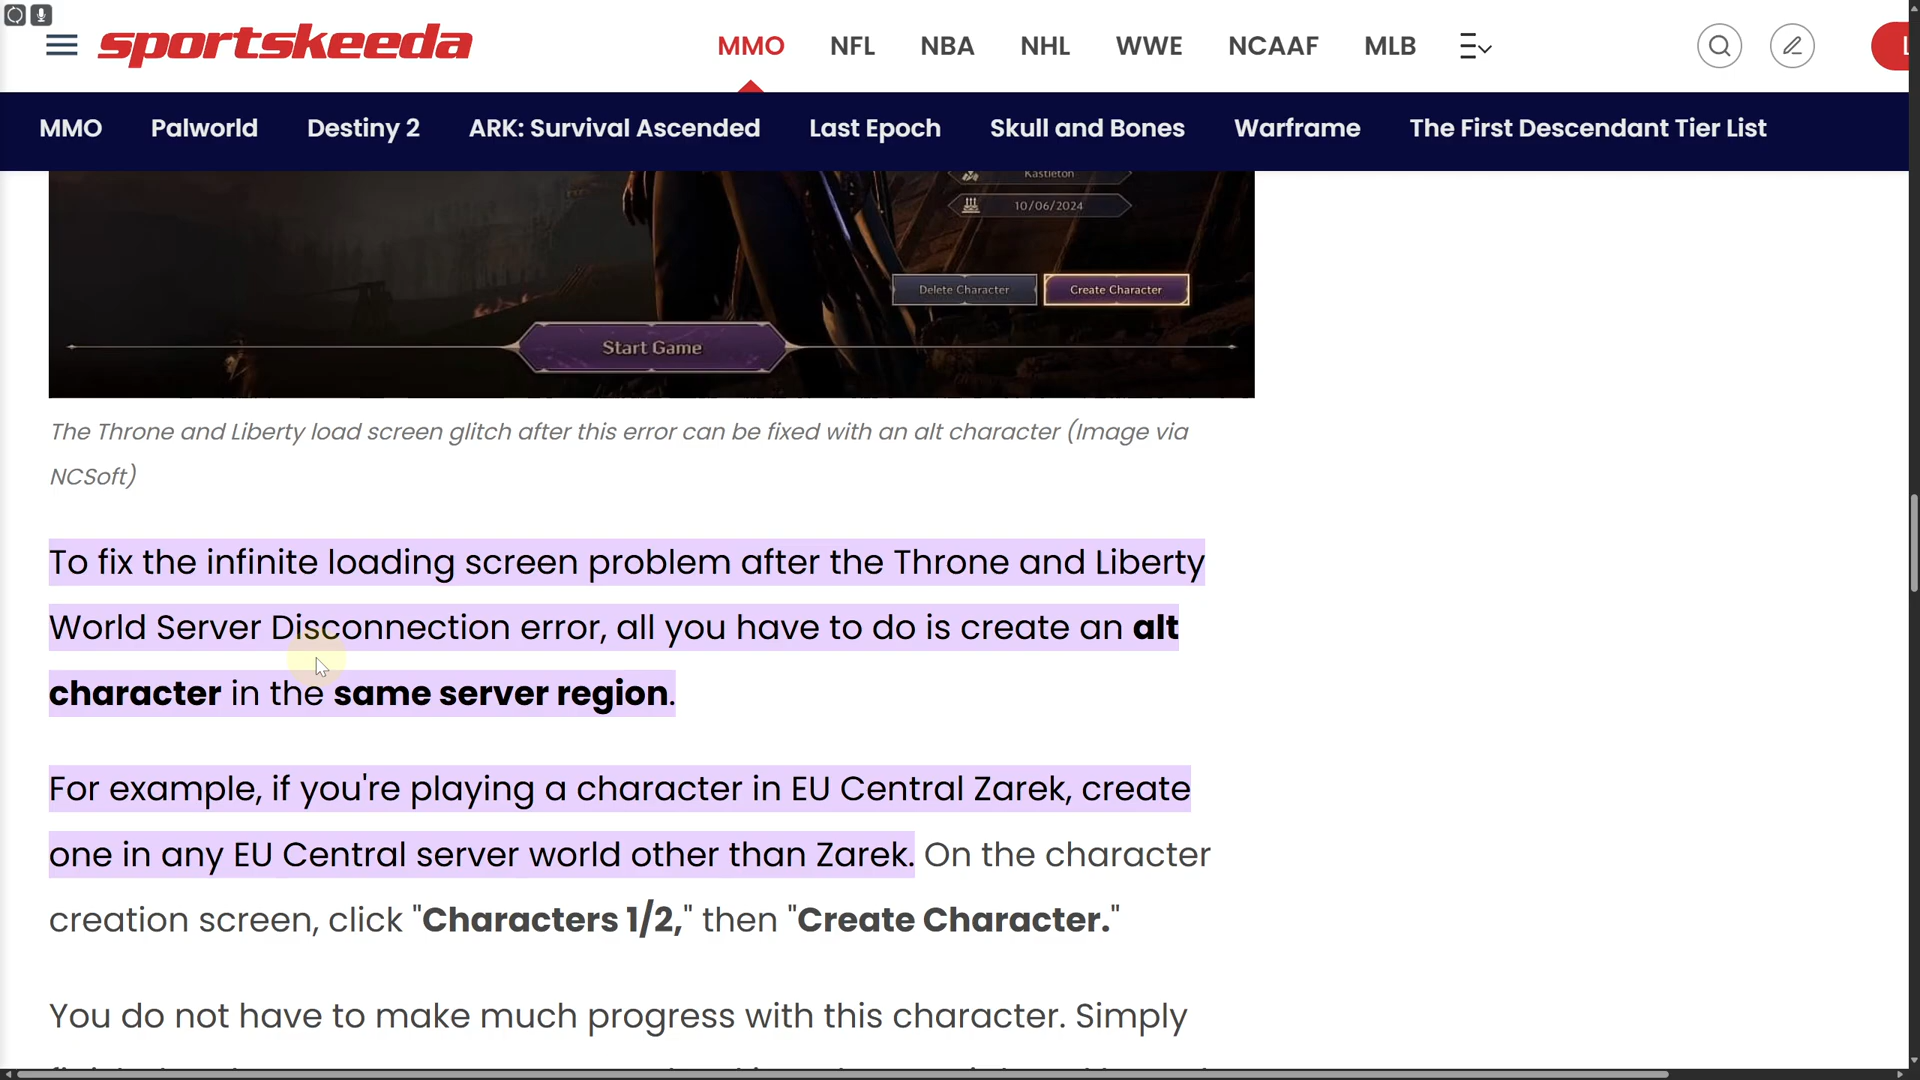 sportskeeda
MMO NFL NBA NHL WWE NCAAF MLB
MMO Palworld Destiny 2 ARK: Survival Ascended Last Epoch Skull and Bones Warframe The First Descendant Tier List
Kastleton
10/06/2024
Delete Character Create Character
Start Game
The Throne and Liberty load screen glitch after this error can be fixed with an alt character (Image via
NCSoft)
To fix the infinite loading screen problem after the Throne and Liberty
World Server Disconnection error, all you have to do is create an alt
character in the same server region.
For example, if you're playing a character in EU Central Zarek, create
one in any EU Central server world other than Zarek. On the character
creation screen, click "Characters 1/2," then "Create Character."
You do not have to make much progress with this character. Simply